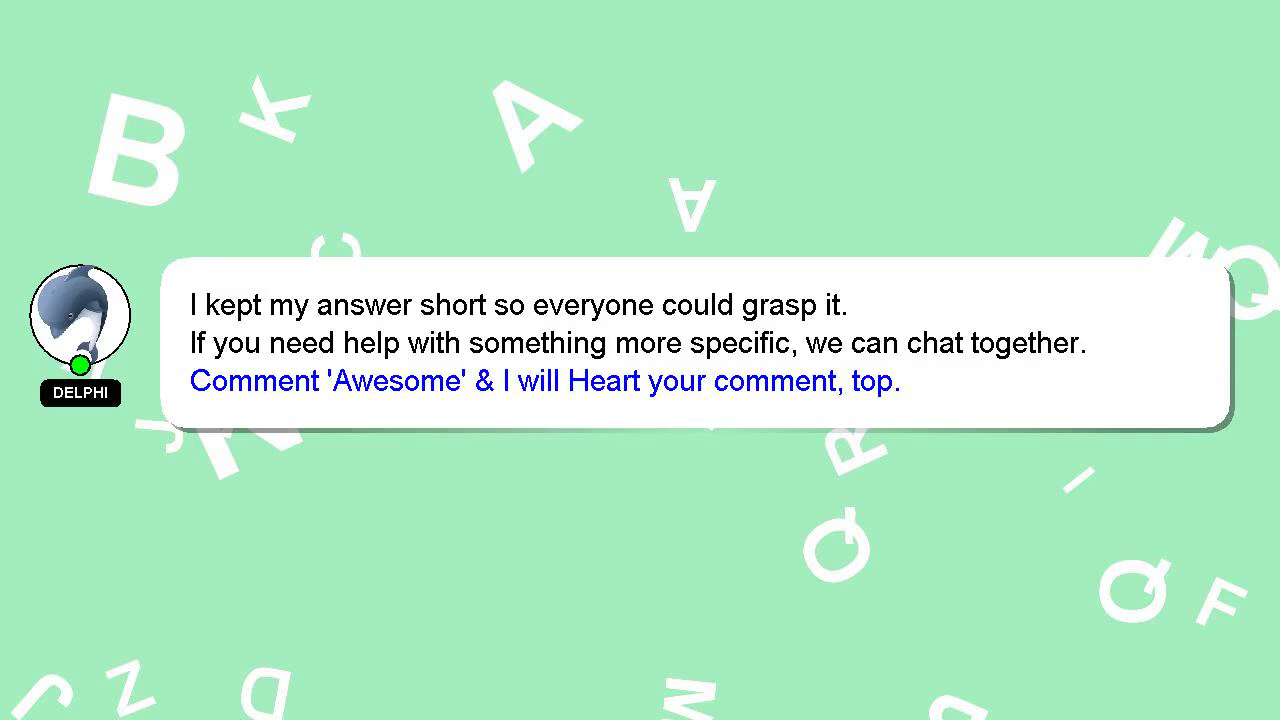 B
K
A
A
C
M
Q
I kept my answer short so everyone could grasp it.
If you need help with something more specific, we can chat together.
Comment 'Awesome' & I will Heart your comment, top.
DELPHI
J
R
I
Q
Q
F
J
Z
D
M